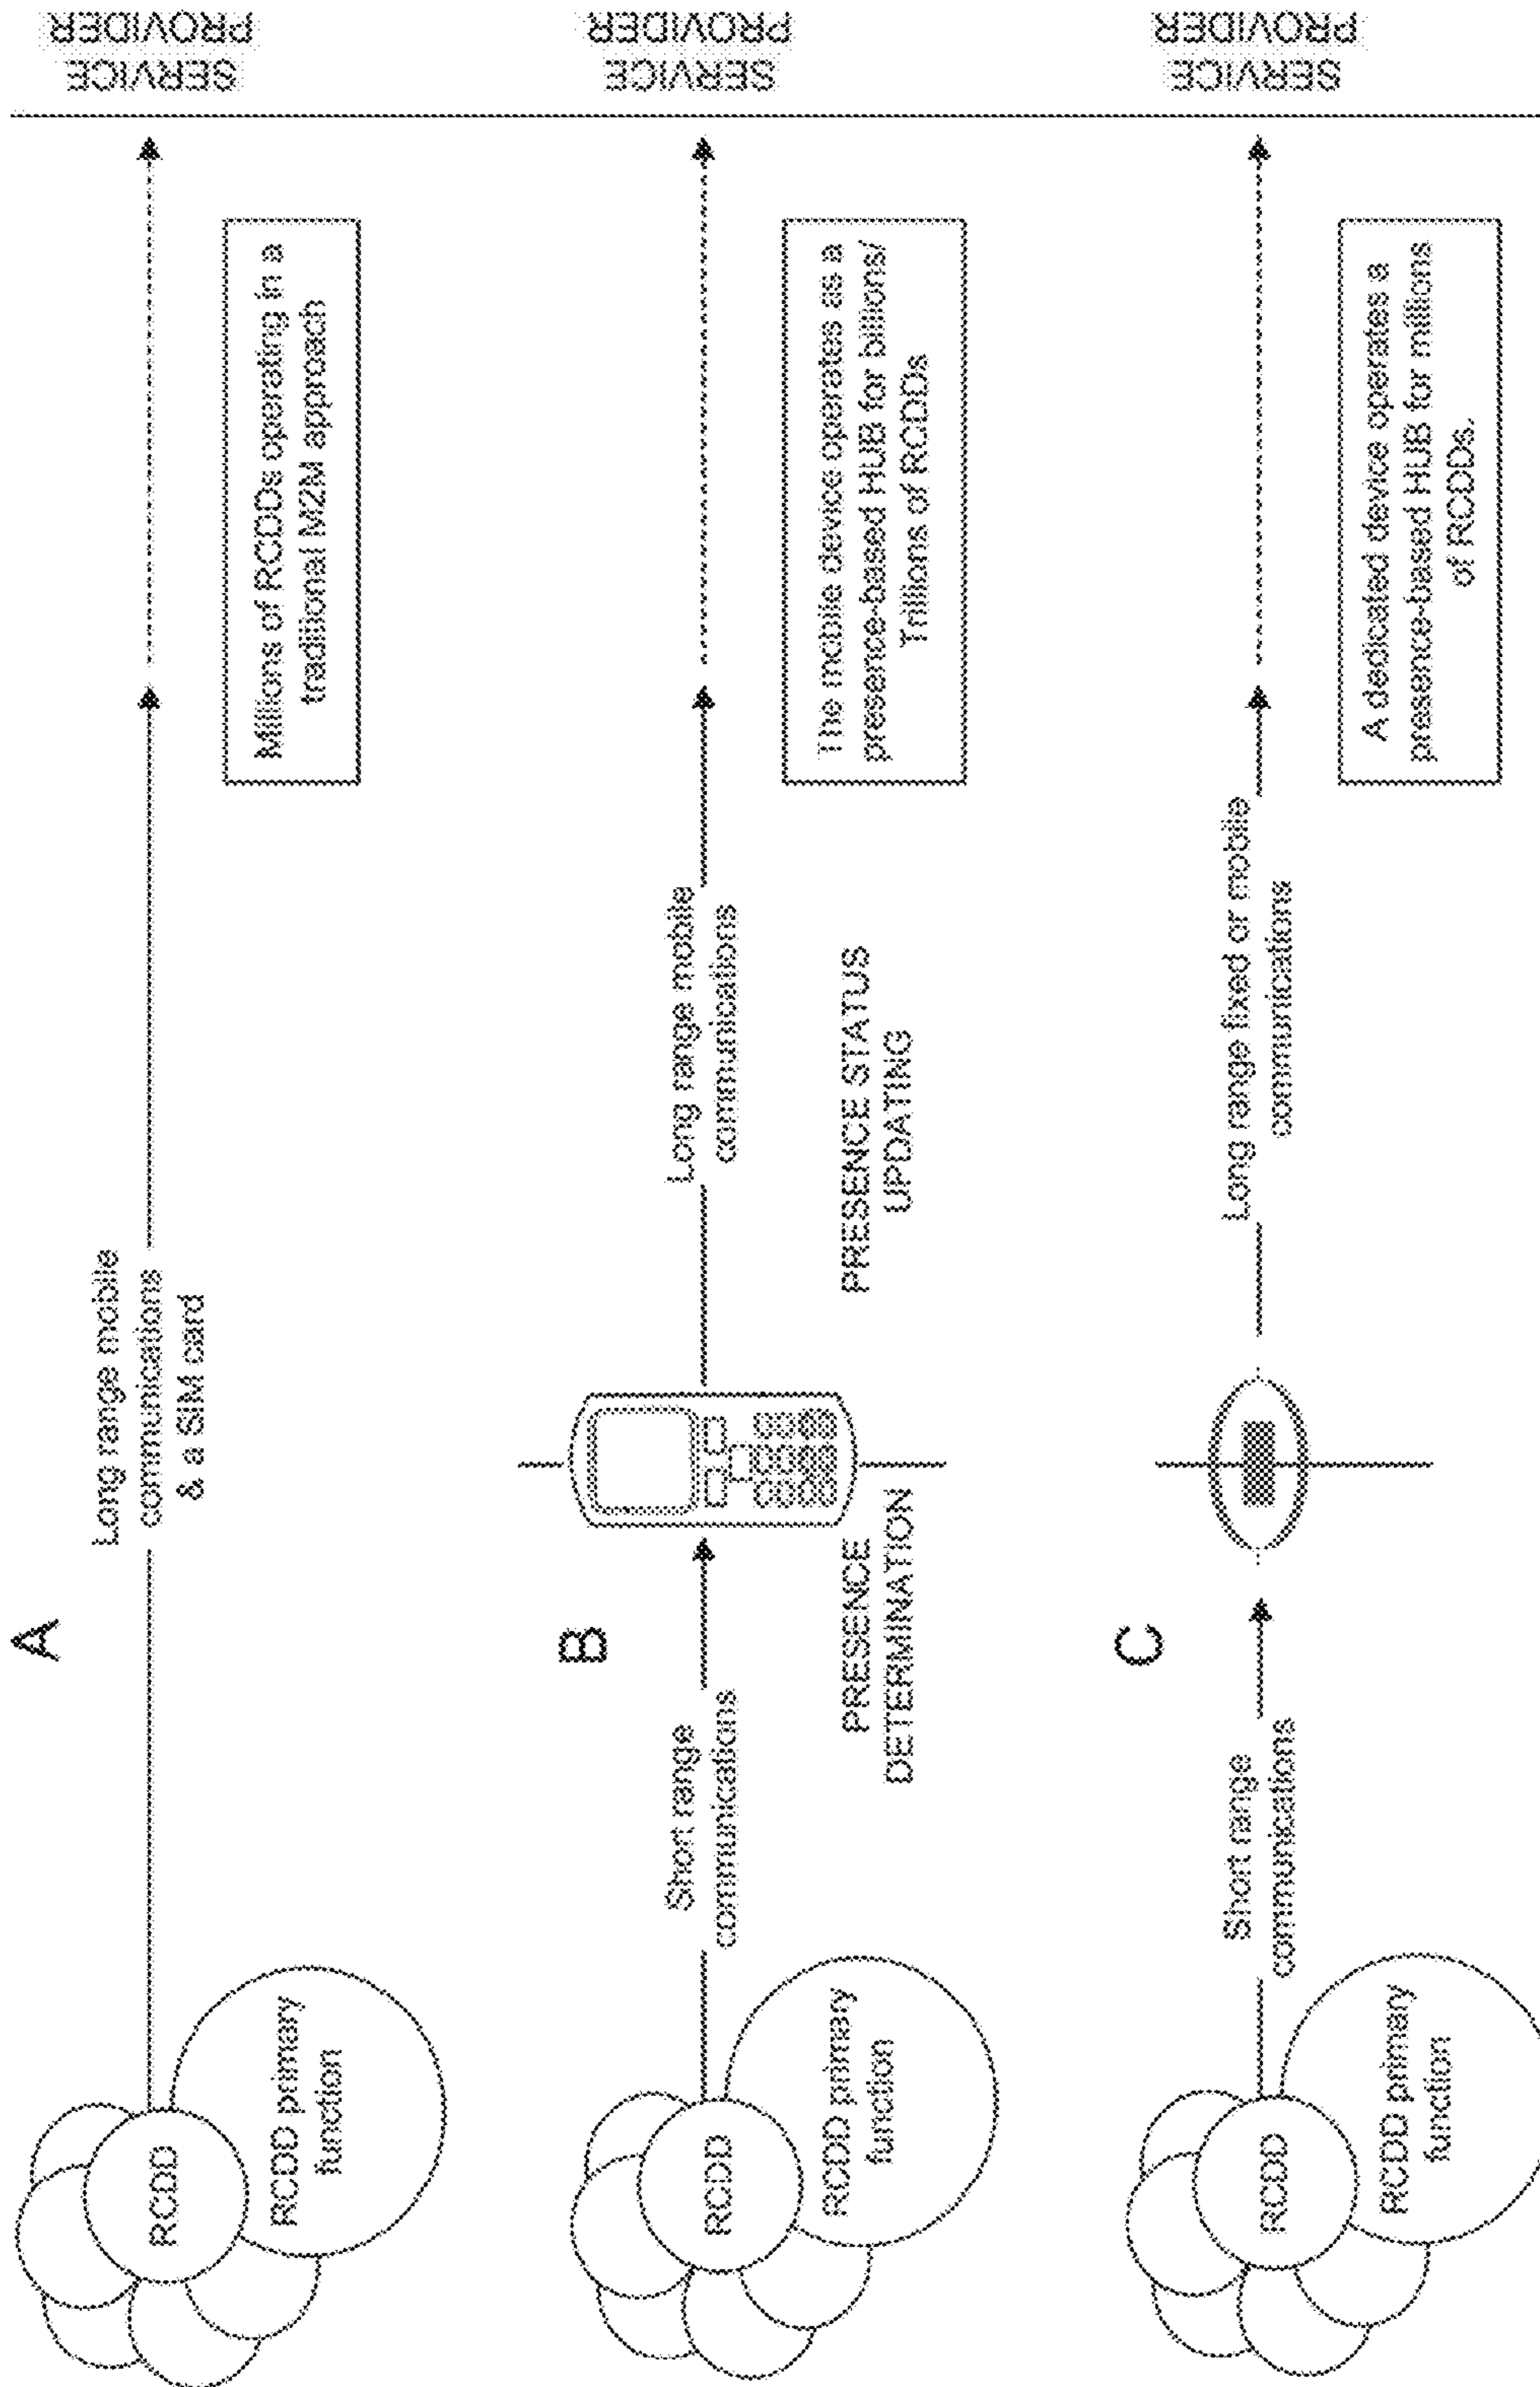 A
RCDD
RCDD primary
function
Long range mobile
communications
& a SIM card
Millions of RCDDs operating in a
traditional M2M approach
SERVICE
PROVIDER
B
RCDD
RCDD primary
function
Short range
communications
PRESENCE
DETERMINATION
Long range mobile
communications
PRESENCE STATUS
UPDATING
The mobile device operates as a
presence-based HUB for billions/
Trillions of RCDDs
SERVICE
PROVIDER
C
RCDD
RCDD primary
function
Short range
communications
Long range fixed or mobile
communications
A dedicated device operates a
presence-based HUB for millions
of RCDDs.
SERVICE
PROVIDER